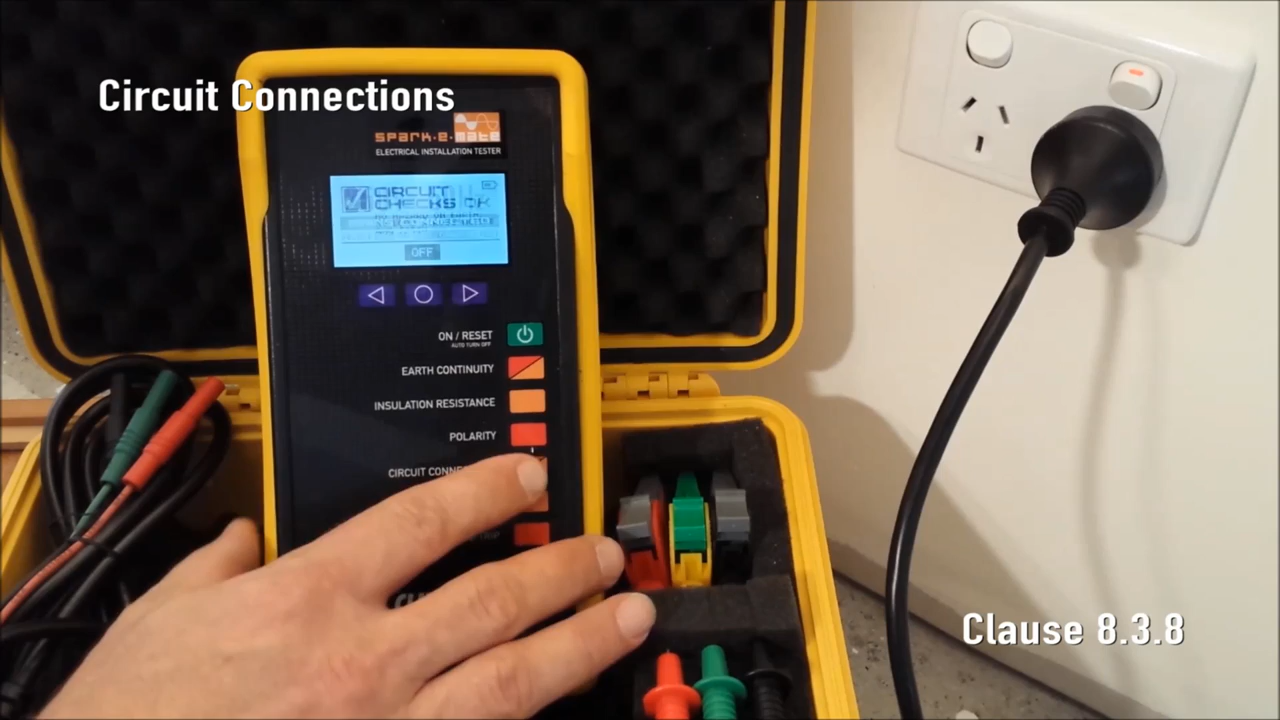 Circuit Connections
spark·e·mate
ELECTRICAL INSTALLATION TESTER
CIRCUIT
CHECKS OK
OFF
ON / RESET
AUTO TURN OFF
EARTH CONTINUITY
INSULATION RESISTANCE
POLARITY
CIRCUIT
Clause 8.3.8